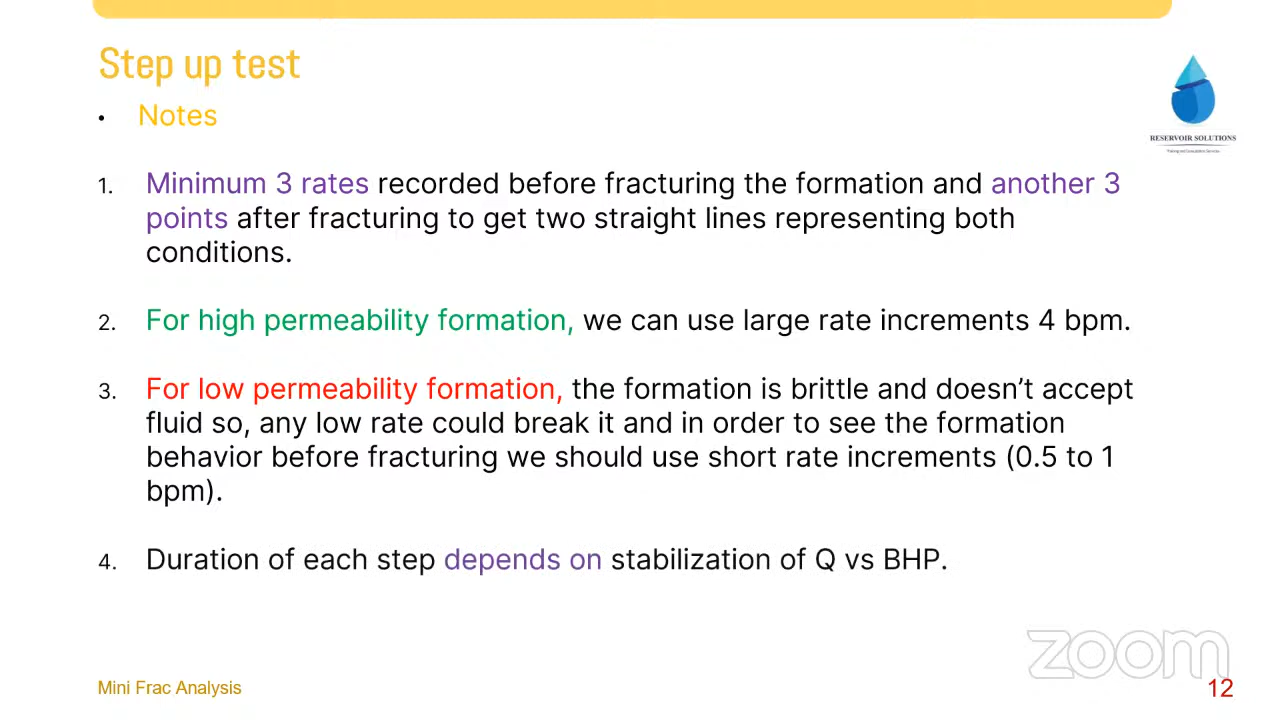 Step up test
• Notes
RESERVOIR SOLUTIONS
1. Minimum 3 rates recorded before fracturing the formation and another 3
points after fracturing to get two straight lines representing both
conditions.
2. For high permeability formation, we can use large rate increments 4 bpm.
3. For low permeability formation, the formation is brittle and doesn’t accept
fluid so, any low rate could break it and in order to see the formation
behavior before fracturing we should use short rate increments (0.5 to 1
bpm).
4. Duration of each step depends on stabilization of Q vs BHP.
zoom
Mini Frac Analysis
12